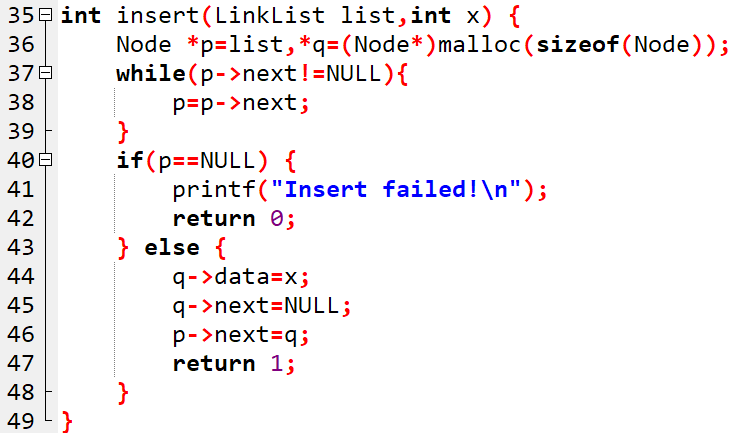 35 int insert(LinkList list,int x) {
36     Node *p=list,*q=(Node*)malloc(sizeof(Node));
37     while(p->next!=NULL){
38         p=p->next;
39     }
40     if(p==NULL) {
41         printf("Insert failed!\n");
42         return 0;
43     } else {
44         q->data=x;
45         q->next=NULL;
46         p->next=q;
47         return 1;
48     }
49 }